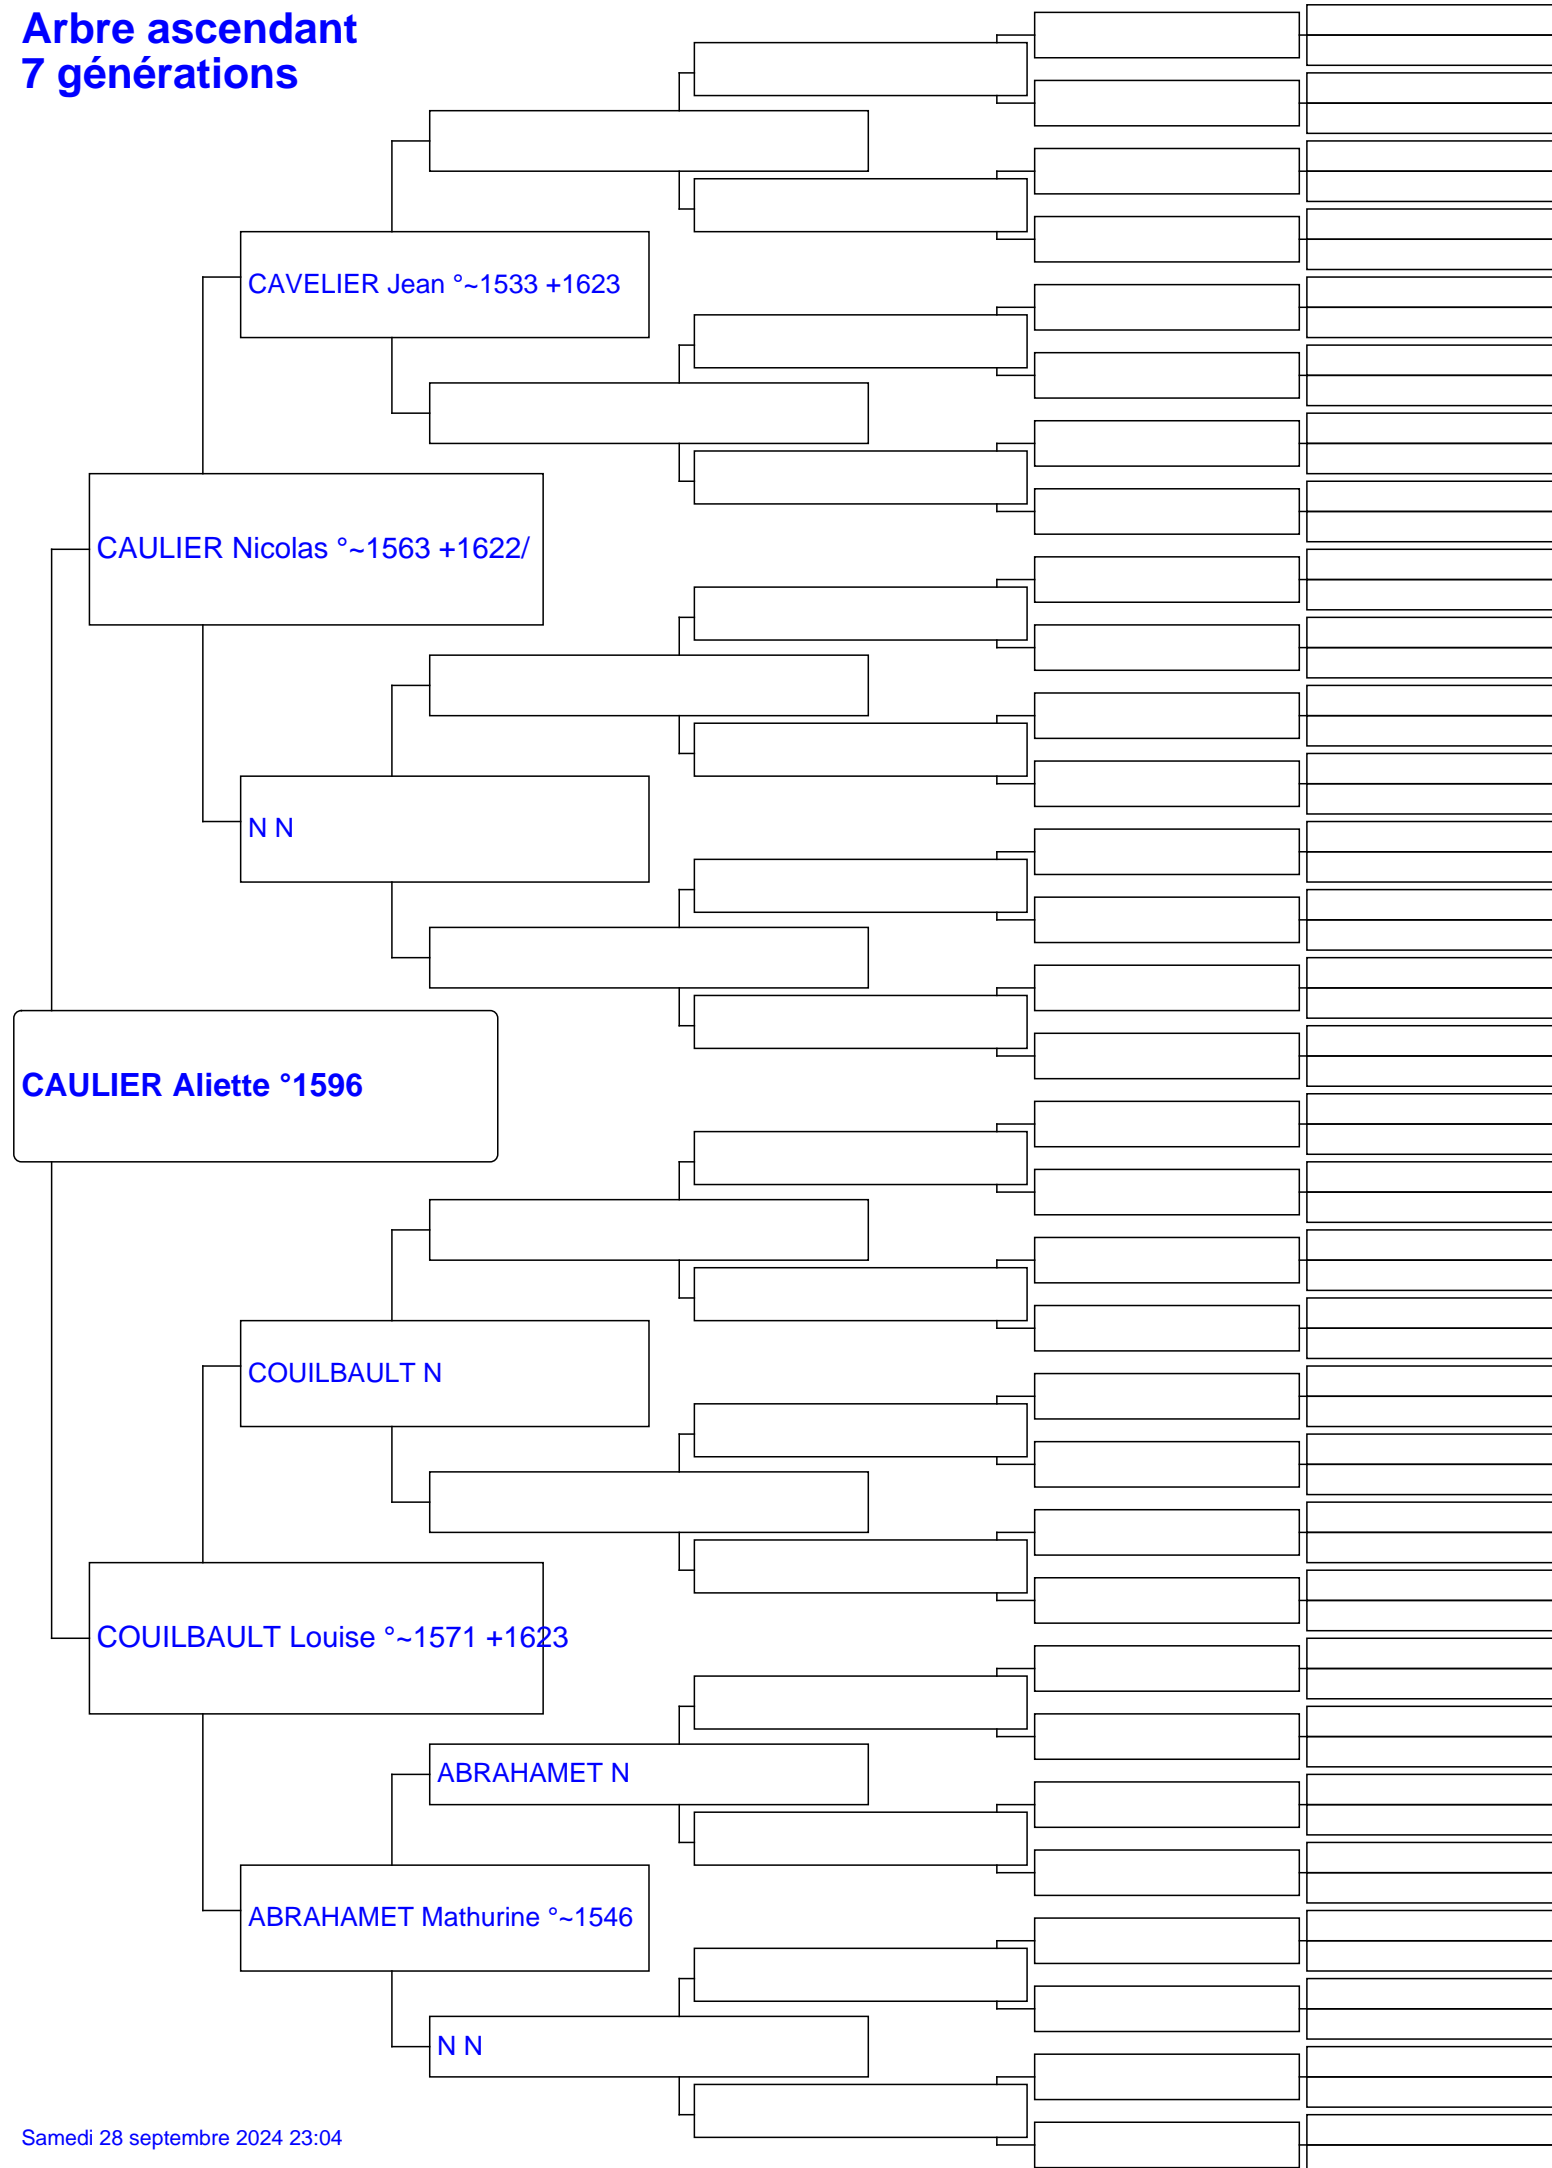 Arbre ascendant
7 générations
CAVELIER Jean °~1533 +1623
CAULIER Nicolas °~1563 +1622/
N N
CAULIER Aliette °1596
COUILBAULT N
COUILBAULT Louise °~1571 +1623
ABRAHAMET N
ABRAHAMET Mathurine °~1546
N N
Samedi 28 septembre 2024 23:04